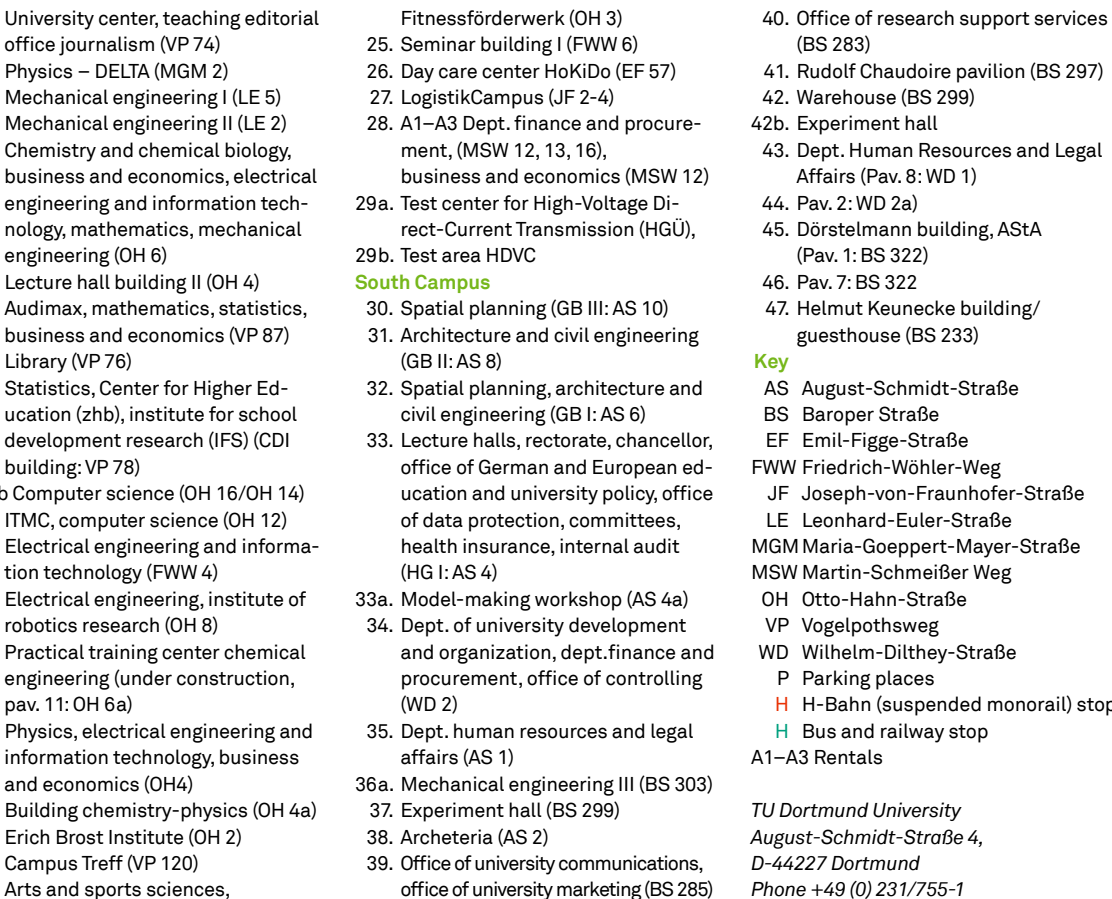 University center, teaching editorial
office journalism (VP 74)
Physics – DELTA (MGM 2)
Mechanical engineering I (LE 5)
Mechanical engineering II (LE 2)
Chemistry and chemical biology,
business and economics, electrical
engineering and information tech-
nology, mathematics, mechanical
engineering (OH 6)
Lecture hall building II (OH 4)
Audimax, mathematics, statistics,
business and economics (VP 87)
Library (VP 76)
Statistics, Center for Higher Ed-
ucation (zhb), institute for school
development research (IFS) (CDI
building: VP 78)
b Computer science (OH 16/OH 14)
ITMC, computer science (OH 12)
Electrical engineering and informa-
tion technology (FWW 4)
Electrical engineering, institute of
robotics research (OH 8)
Practical training center chemical
engineering (under construction,
pav. 11: OH 6a)
Physics, electrical engineering and
information technology, business
and economics (OH4)
Building chemistry-physics (OH 4a)
Erich Brost Institute (OH 2)
Campus Treff (VP 120)
Arts and sports sciences,
Fitnessförderwerk (OH 3)
25. Seminar building I (FWW 6)
26. Day care center HoKiDo (EF 57)
27. LogistikCampus (JF 2-4)
28. A1–A3 Dept. finance and procure-
ment, (MSW 12, 13, 16),
business and economics (MSW 12)
29a. Test center for High-Voltage Di-
rect-Current Transmission (HGÜ),
29b. Test area HDVC
South Campus
30. Spatial planning (GB III: AS 10)
31. Architecture and civil engineering
(GB II: AS 8)
32. Spatial planning, architecture and
civil engineering (GB I: AS 6)
33. Lecture halls, rectorate, chancellor,
office of German and European ed-
ucation and university policy, office
of data protection, committees,
health insurance, internal audit
(HG I: AS 4)
33a. Model-making workshop (AS 4a)
34. Dept. of university development
and organization, dept.finance and
procurement, office of controlling
(WD 2)
35. Dept. human resources and legal
affairs (AS 1)
36a. Mechanical engineering III (BS 303)
37. Experiment hall (BS 299)
38. Archeteria (AS 2)
39. Office of university communications,
office of university marketing (BS 285)
40. Office of research support services
(BS 283)
41. Rudolf Chaudoire pavilion (BS 297)
42. Warehouse (BS 299)
42b. Experiment hall
43. Dept. Human Resources and Legal
Affairs (Pav. 8: WD 1)
44. Pav. 2: WD 2a)
45. Dörstelmann building, AStA
(Pav. 1: BS 322)
46. Pav. 7: BS 322
47. Helmut Keunecke building/
guesthouse (BS 233)
Key
AS August-Schmidt-Straße
BS Baroper Straße
EF Emil-Figge-Straße
FWW Friedrich-Wöhler-Weg
JF Joseph-von-Fraunhofer-Straße
LE Leonhard-Euler-Straße
MGM Maria-Goeppert-Mayer-Straße
MSW Martin-Schmeißer Weg
OH Otto-Hahn-Straße
VP Vogelpothsweg
WD Wilhelm-Dilthey-Straße
P Parking places
H H-Bahn (suspended monorail) stop
H Bus and railway stop
A1–A3 Rentals
TU Dortmund University
August-Schmidt-Straße 4,
D-44227 Dortmund
Phone +49 (0) 231/755-1